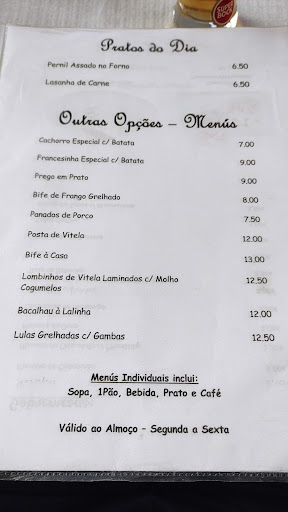 SUPER BOCK
Pratos do Dia
Pernil Assado no Forno 6.50
Lasanha de Carne 6.50
Outras Opções – Menús
Cachorro Especial c/ Batata 7.00
Francesinha Especial c/ Batata 9.00
Prego em Prato 9.00
Bife de Frango Grelhado 8.00
Panados de Porco 7.50
Posta de Vitela 12.00
Bife à Casa 13.00
Lombinhos de Vitela Laminados c/ Molho 12.50
Cogumelos
Bacalhau à Lalinha 12.00
Lulas Grelhadas c/ Gambas 12.50
Menús Individuais inclui:
Sopa, 1Pão, Bebida, Prato e Café
Válido ao Almoço – Segunda a Sexta